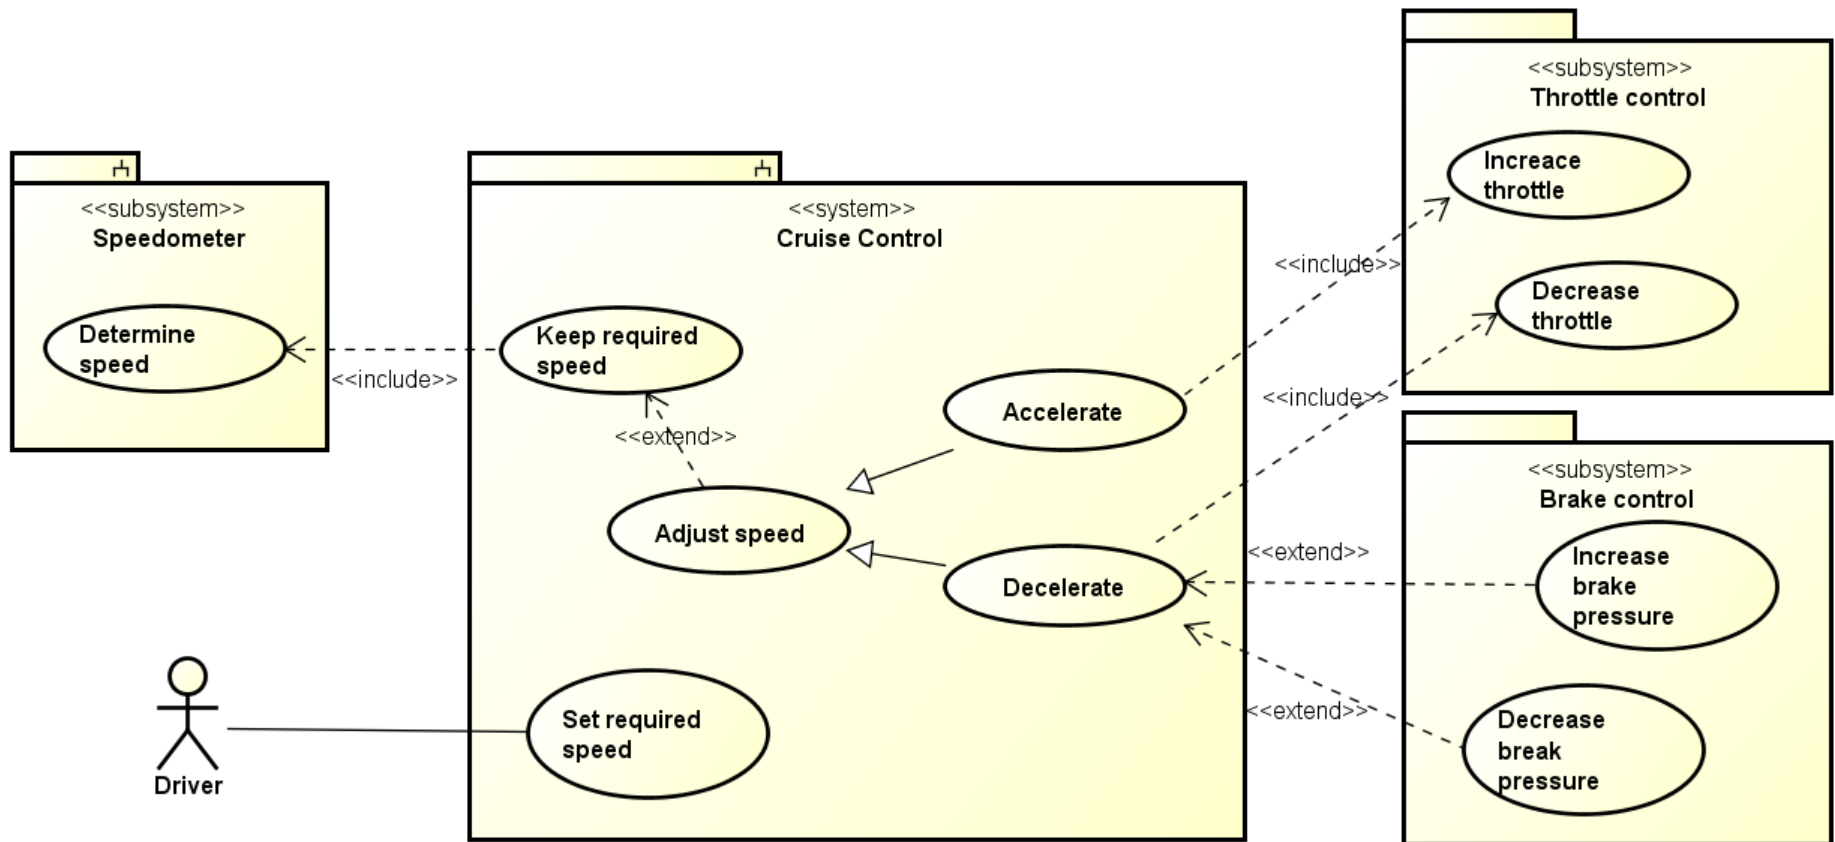 <<subsystem>>
Speedometer
Determine
speed
<<include>>
<<system>>
Cruise Control
Keep required
speed
<<extend>>
Adjust speed
Accelerate
Decelerate
Set required
speed
Driver
<<include>>
<<include>>
<<extend>>
<<extend>>
<<subsystem>>
Throttle control
Increace
throttle
Decrease
throttle
<<subsystem>>
Brake control
Increase
brake
pressure
Decrease
break
pressure